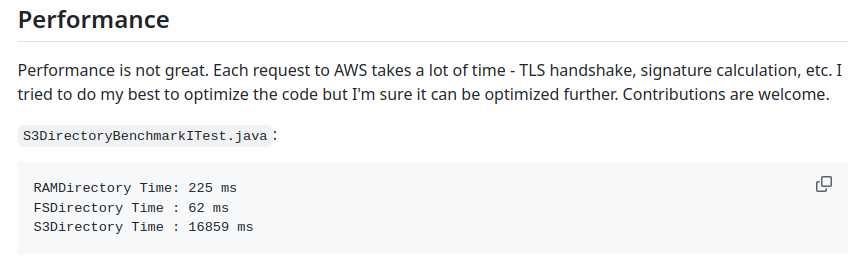 Performance
Performance is not great. Each request to AWS takes a lot of time - TLS handshake, signature calculation, etc. I
tried to do my best to optimize the code but I'm sure it can be optimized further. Contributions are welcome.
S3DirectoryBenchmarkITest.java:
RAMDirectory Time: 225 ms
FSDirectory Time : 62 ms
S3Directory Time : 16859 ms